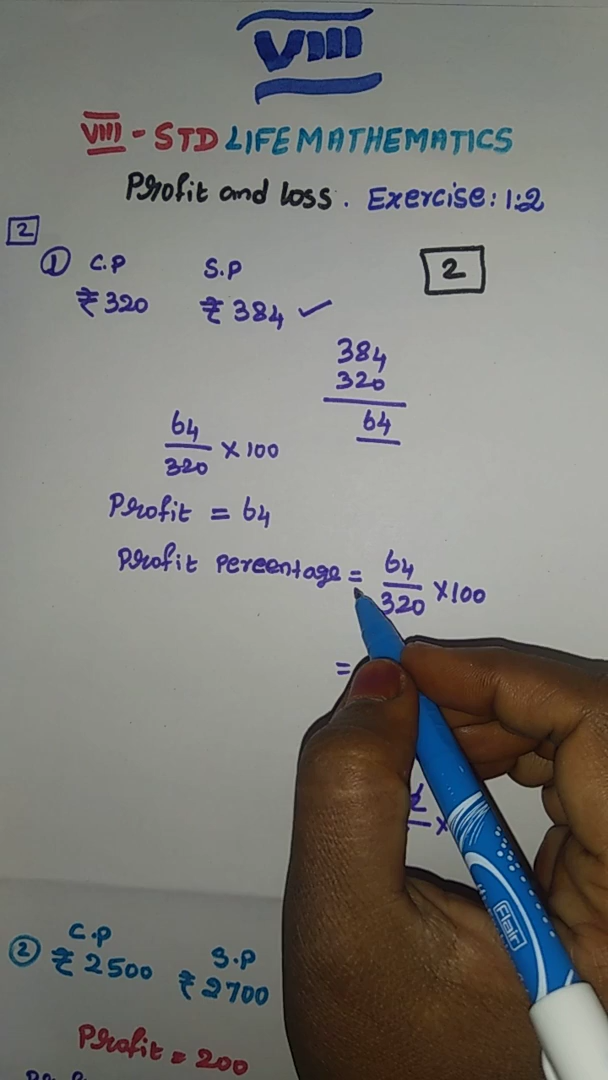 VIII
VIII - STD LIFE MATHEMATICS
Profit and loss. Exercise: 1:2
2
① C.P S.P
2
₹ 320 ₹ 384 ✓
384
320
64
64
320 × 100
Profit = 64
Profit Percentage = 64
320 × 100
=
×
② C.P S.P
₹ 2500 ₹ 2700
Profit = 200
Flair